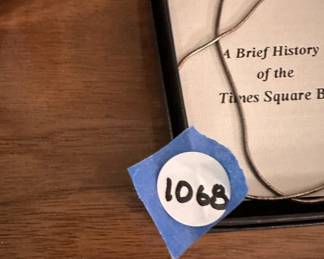 A Brief History
of the
Times Square B
1068